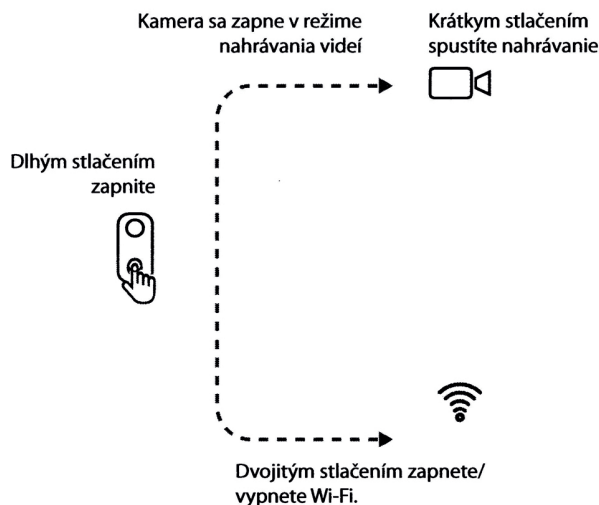 Kamera sa zapne v režime
nahrávania videí
Krátkym stlačením
spustíte nahrávanie
Dlhým stlačením
zapnite
Dvojitým stlačením zapnete/
vypnete Wi-Fi.